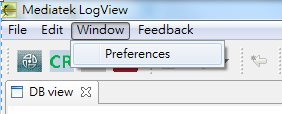 Mediatek LogView
File Edit Window Feedback
Preferences
CR
DB view